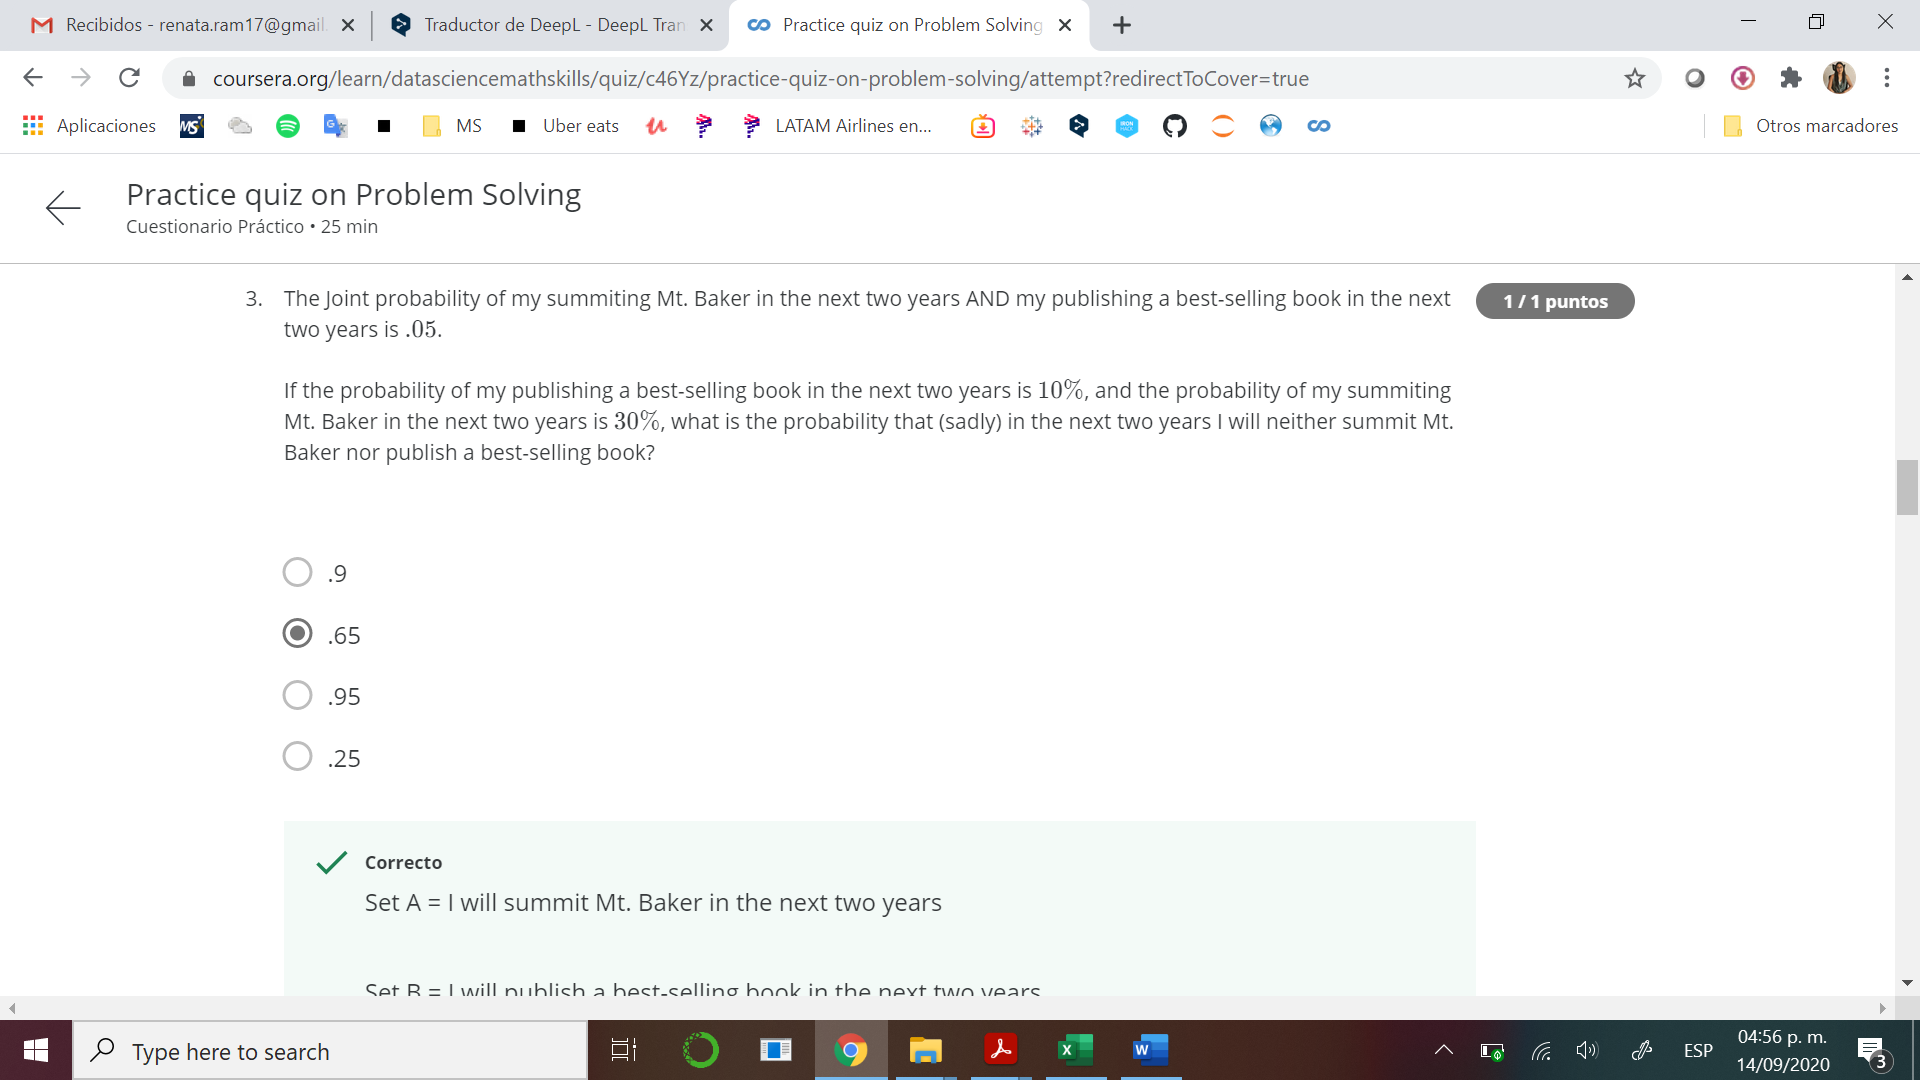 Recibidos - renata.ram17@gmail.
Traductor de DeepL - DeepL Tran
Practice quiz on Problem Solving
coursera.org/learn/datasciencemathskills/quiz/c46Yz/practice-quiz-on-problem-solving/attempt?redirectToCover=true
Aplicaciones
MS
MS
Uber eats
LATAM Airlines en...
Otros marcadores
Practice quiz on Problem Solving
Cuestionario Práctico • 25 min
3. The Joint probability of my summiting Mt. Baker in the next two years AND my publishing a best-selling book in the next
two years is .05.
1 / 1 puntos
If the probability of my publishing a best-selling book in the next two years is 10%, and the probability of my summiting
Mt. Baker in the next two years is 30%, what is the probability that (sadly) in the next two years I will neither summit Mt.
Baker nor publish a best-selling book?
.9
.65
.95
.25
Correcto
Set A = I will summit Mt. Baker in the next two years
Set B = I will publish a best-selling book in the next two years
Type here to search
ESP
04:56 p. m.
14/09/2020
3